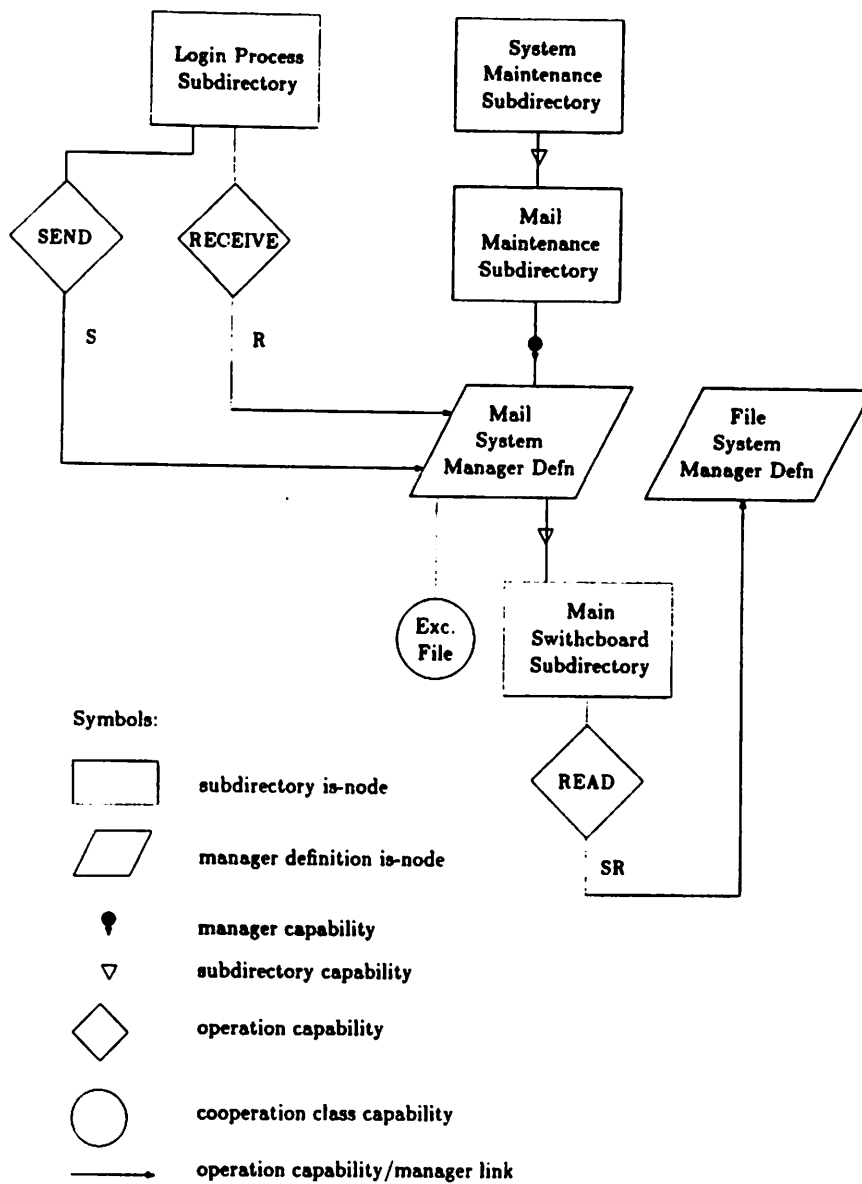 Login Process
Subdirectory
System
Maintenance
Subdirectory
SEND
RECEIVE
Mail
Maintenance
Subdirectory
S
R
Mail
System
Manager Defn
File
System
Manager Defn
Exc.
File
Main
Swithcboard
Subdirectory
READ
SR
Symbols:
subdirectory is-node
manager definition is-node
manager capability
subdirectory capability
operation capability
cooperation class capability
operation capability/manager link